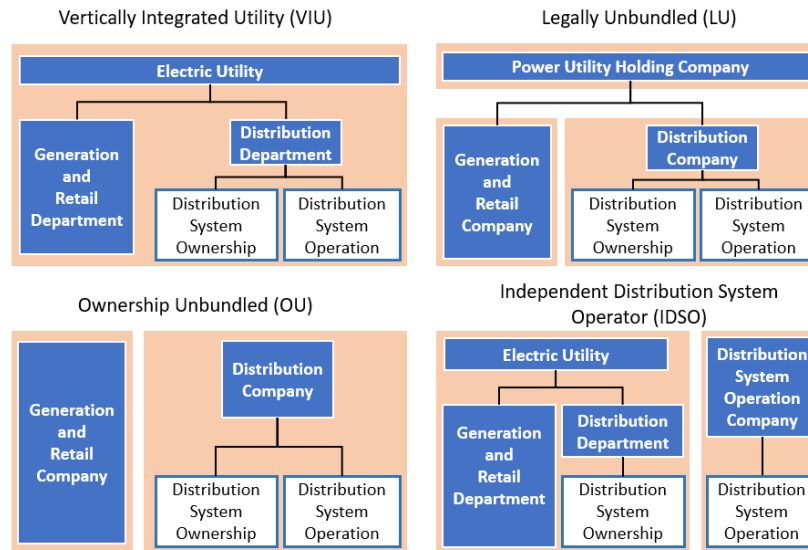 Vertically Integrated Utility (VIU)
Electric Utility
Generation
and
Retail
Department
Distribution
Department
Distribution
System
Ownership
Distribution
System
Operation
Legally Unbundled (LU)
Power Utility Holding Company
Generation
and
Retail
Company
Distribution
Company
Distribution
System
Ownership
Distribution
System
Operation
Ownership Unbundled (OU)
Generation
and
Retail
Company
Distribution
Company
Distribution
System
Ownership
Distribution
System
Operation
Independent Distribution System
Operator (IDSO)
Electric Utility
Generation
and
Retail
Department
Distribution
Department
Distribution
System
Ownership
Distribution
System
Operation
Company
Distribution
System
Operation